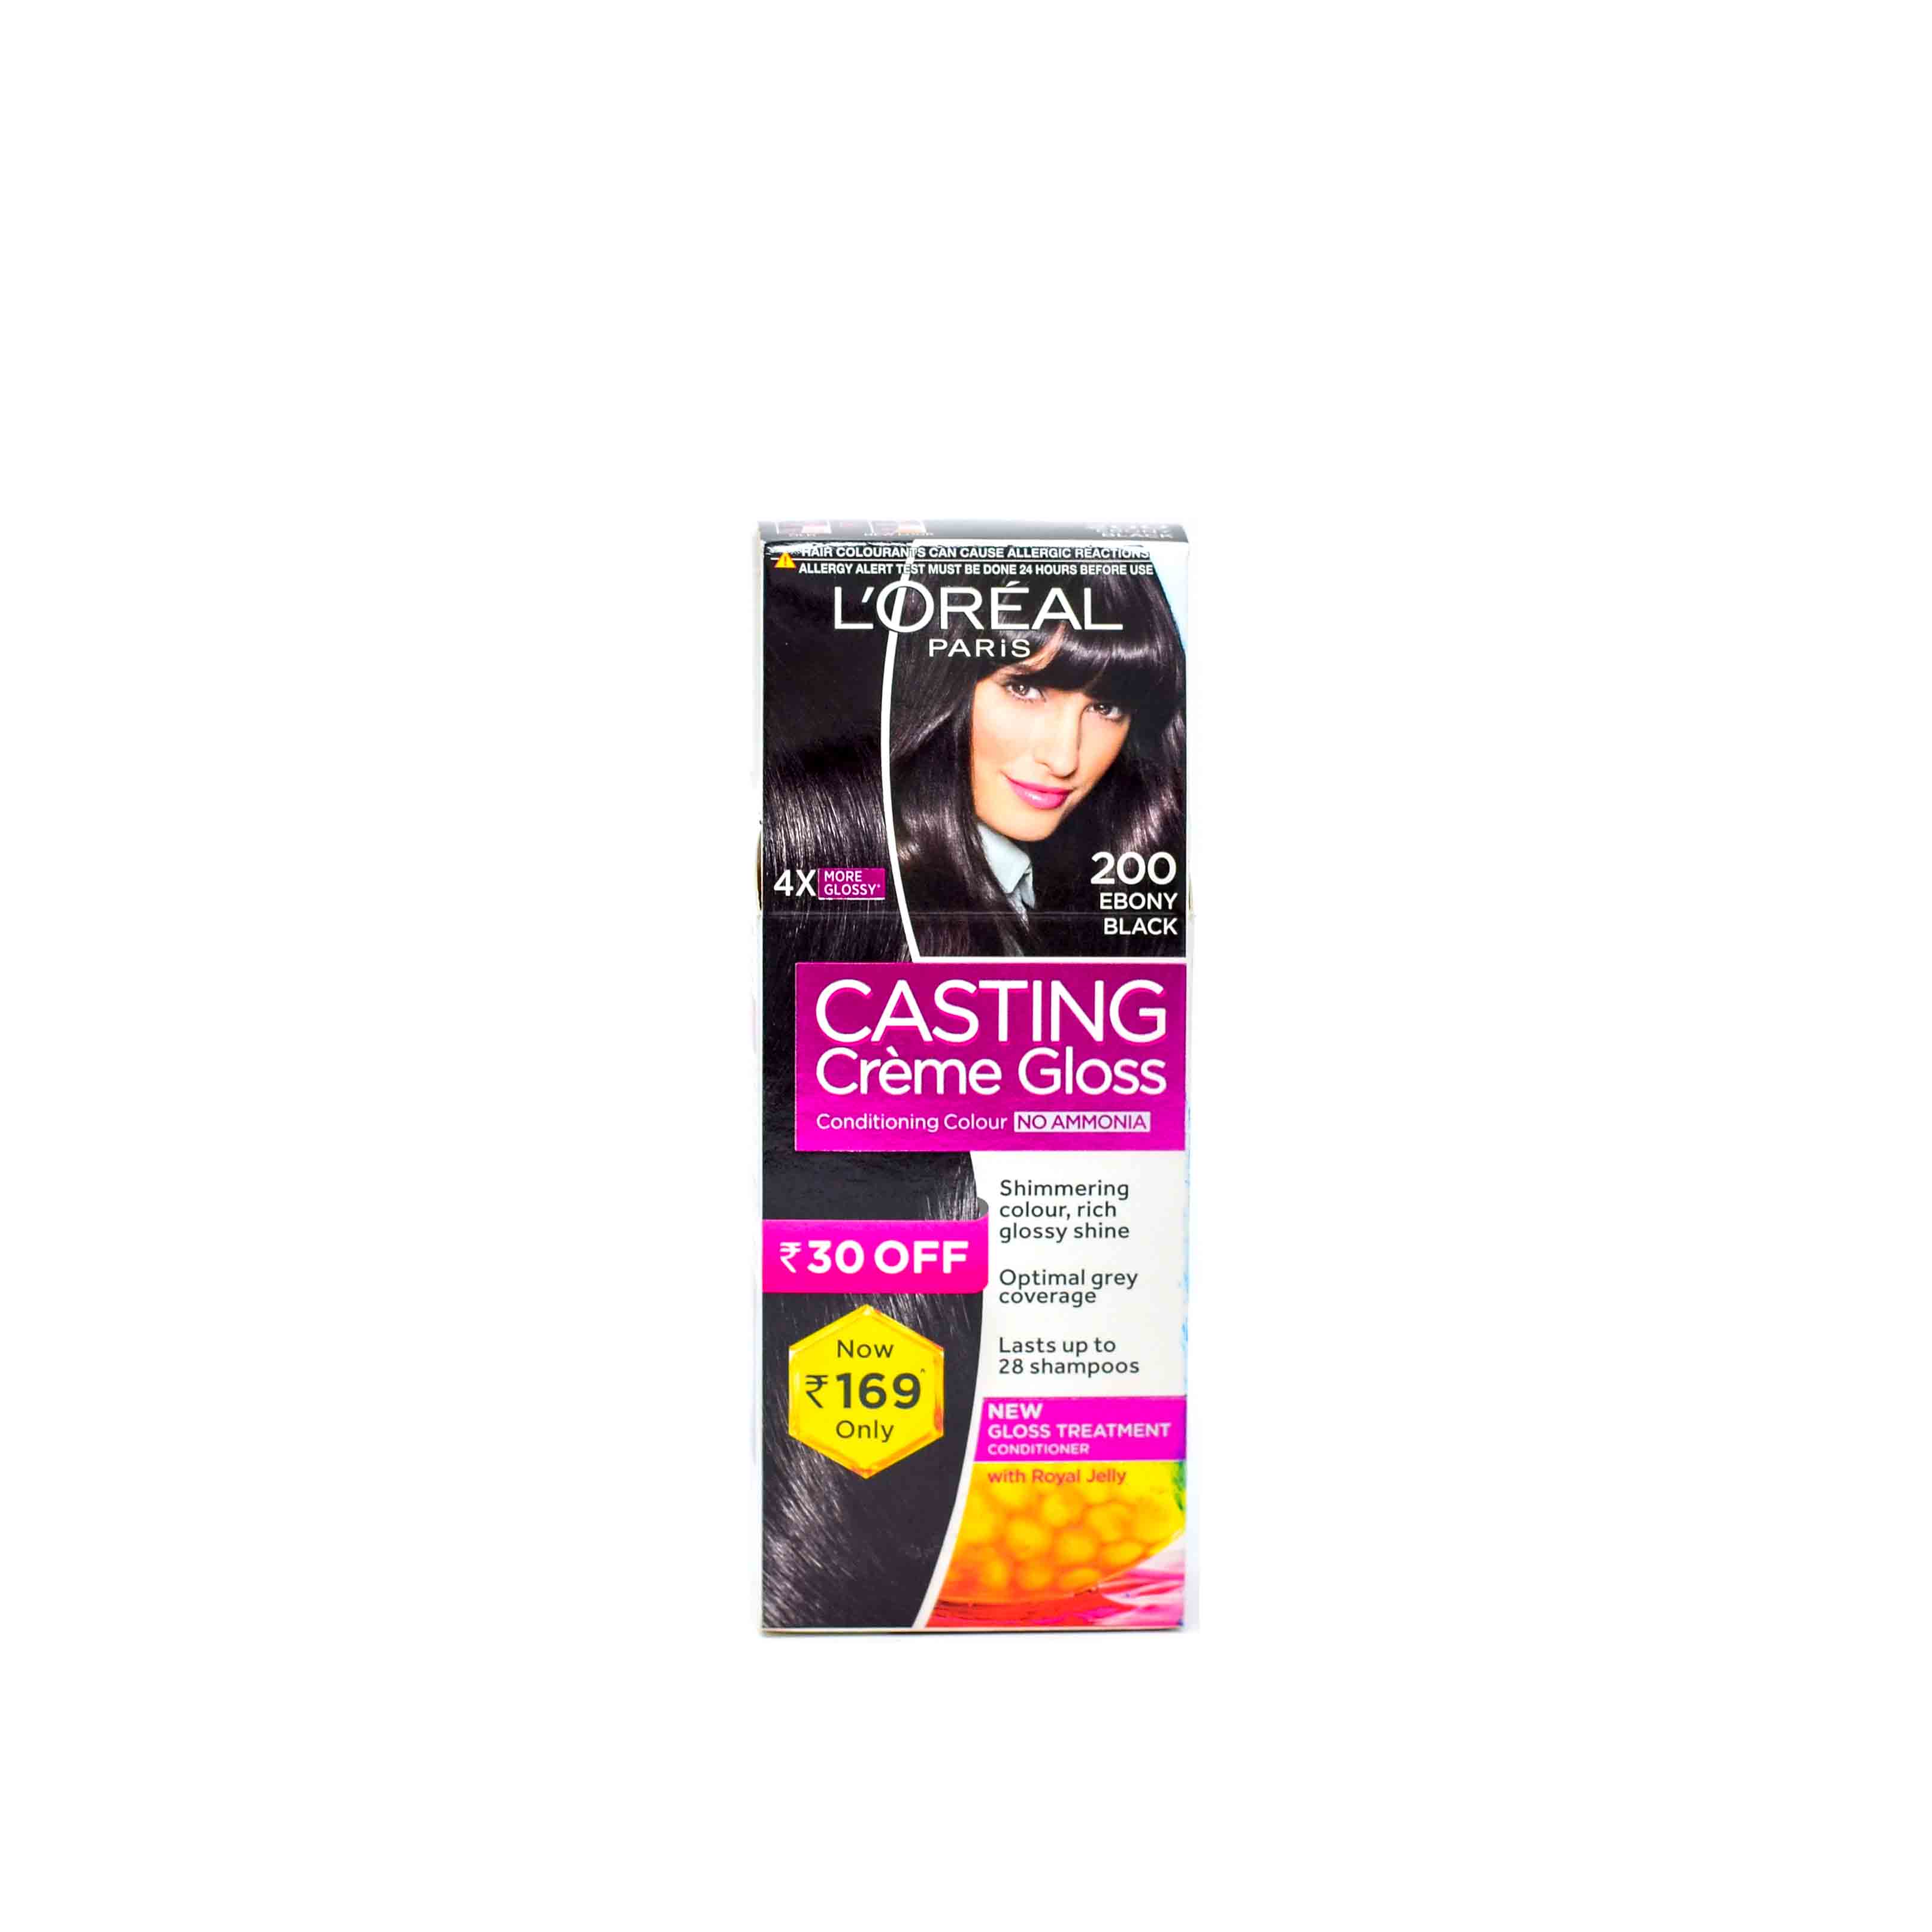 BLACK
HAIR COLOURANTS CAN CAUSE ALLERGIC REACTIONS
ALLERGY ALERT TEST MUST BE DONE 24 HOURS BEFORE USE
L'ORÉAL
PARiS
4X MORE
GLOSSY*
200
EBONY
BLACK
CASTING
Crème Gloss
Conditioning Colour NO AMMONIA
Shimmering
colour, rich
glossy shine
₹30 OFF
Optimal grey
coverage
Now
₹169^
Only
Lasts up to
28 shampoos
NEW
GLOSS TREATMENT
CONDITIONER
with Royal Jelly